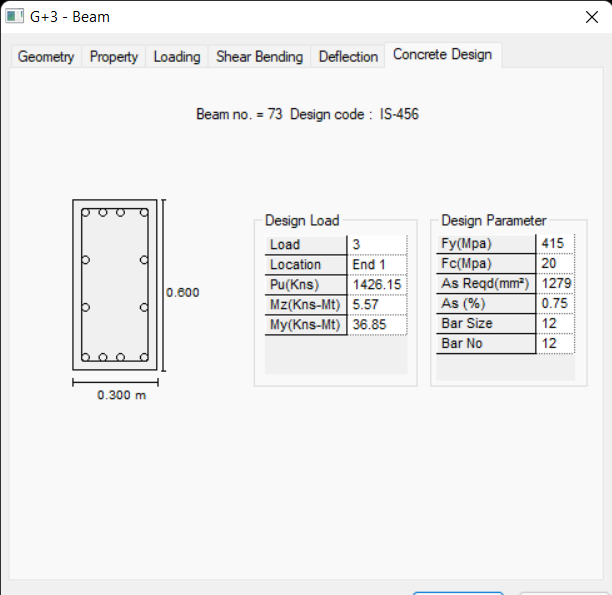 G+3 - Beam
Geometry Property Loading Shear Bending Deflection Concrete Design
Beam no. = 73 Design code : IS-456
0.600
0.300 m
Design Load
Load 3
Location End 1
Pu(Kns) 1426.15
Mz(Kns-Mt) 5.57
My(Kns-Mt) 36.85
Design Parameter
Fy(Mpa) 415
Fc(Mpa) 20
As Reqd(mm²) 1279
As (%) 0.75
Bar Size 12
Bar No 12